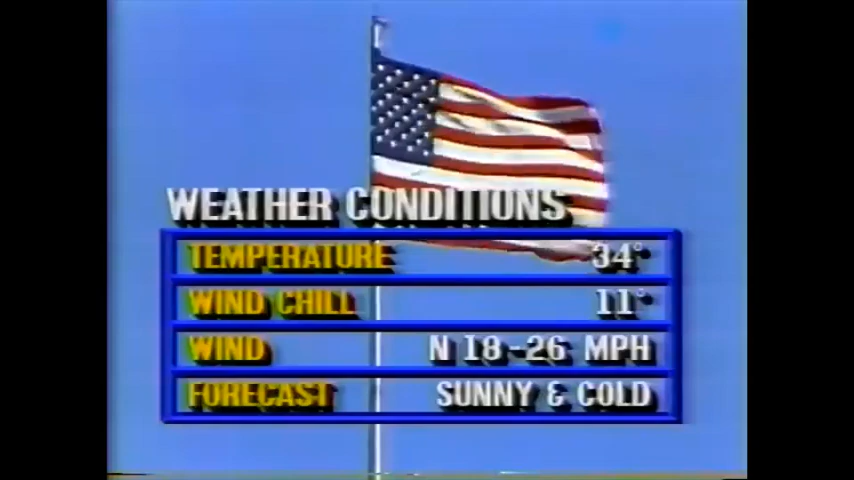 WEATHER CONDITIONS
TEMPERATURE 34°
WIND CHILL 11°
WIND N 18-26 MPH
FORECAST SUNNY & COLD